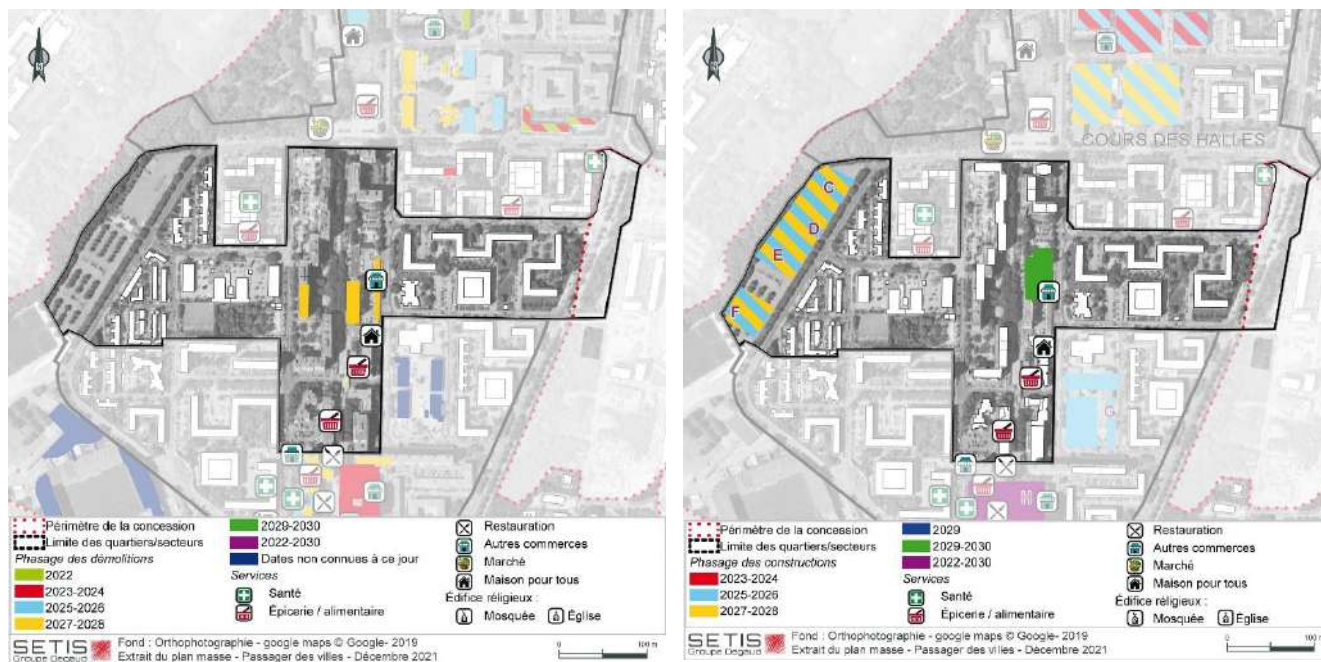 N
Périmètre de la concession
Limite des quartiers/secteurs
Phasage des démolitions
2022
2023-2024
2025-2026
2027-2028
2029-2030
2022-2030
Dates non connues à ce jour
Services
Santé
Épicerie / alimentaire
Restauration
Autres commerces
Marché
Maison pour tous
Édifice réligieux :
Mosquée
Église
SETIS
Groupe Degaud
Fond : Orthophotographie - google maps © Google- 2019
Extrait du plan masse - Passager des villes - Décembre 2021
0 100 m
N
COURS DES HALLES
C
D
E
F
G
H
Périmètre de la concession
Limite des quartiers/secteurs
Phasage des constructions
2023-2024
2025-2026
2027-2028
2029
2029-2030
2022-2030
Services
Santé
Épicerie / alimentaire
Restauration
Autres commerces
Marché
Maison pour tous
Édifice réligieux :
Mosquée
Église
SETIS
Groupe Degaud
Fond : Orthophotographie - google maps © Google- 2019
Extrait du plan masse - Passager des villes - Décembre 2021
0 100 m